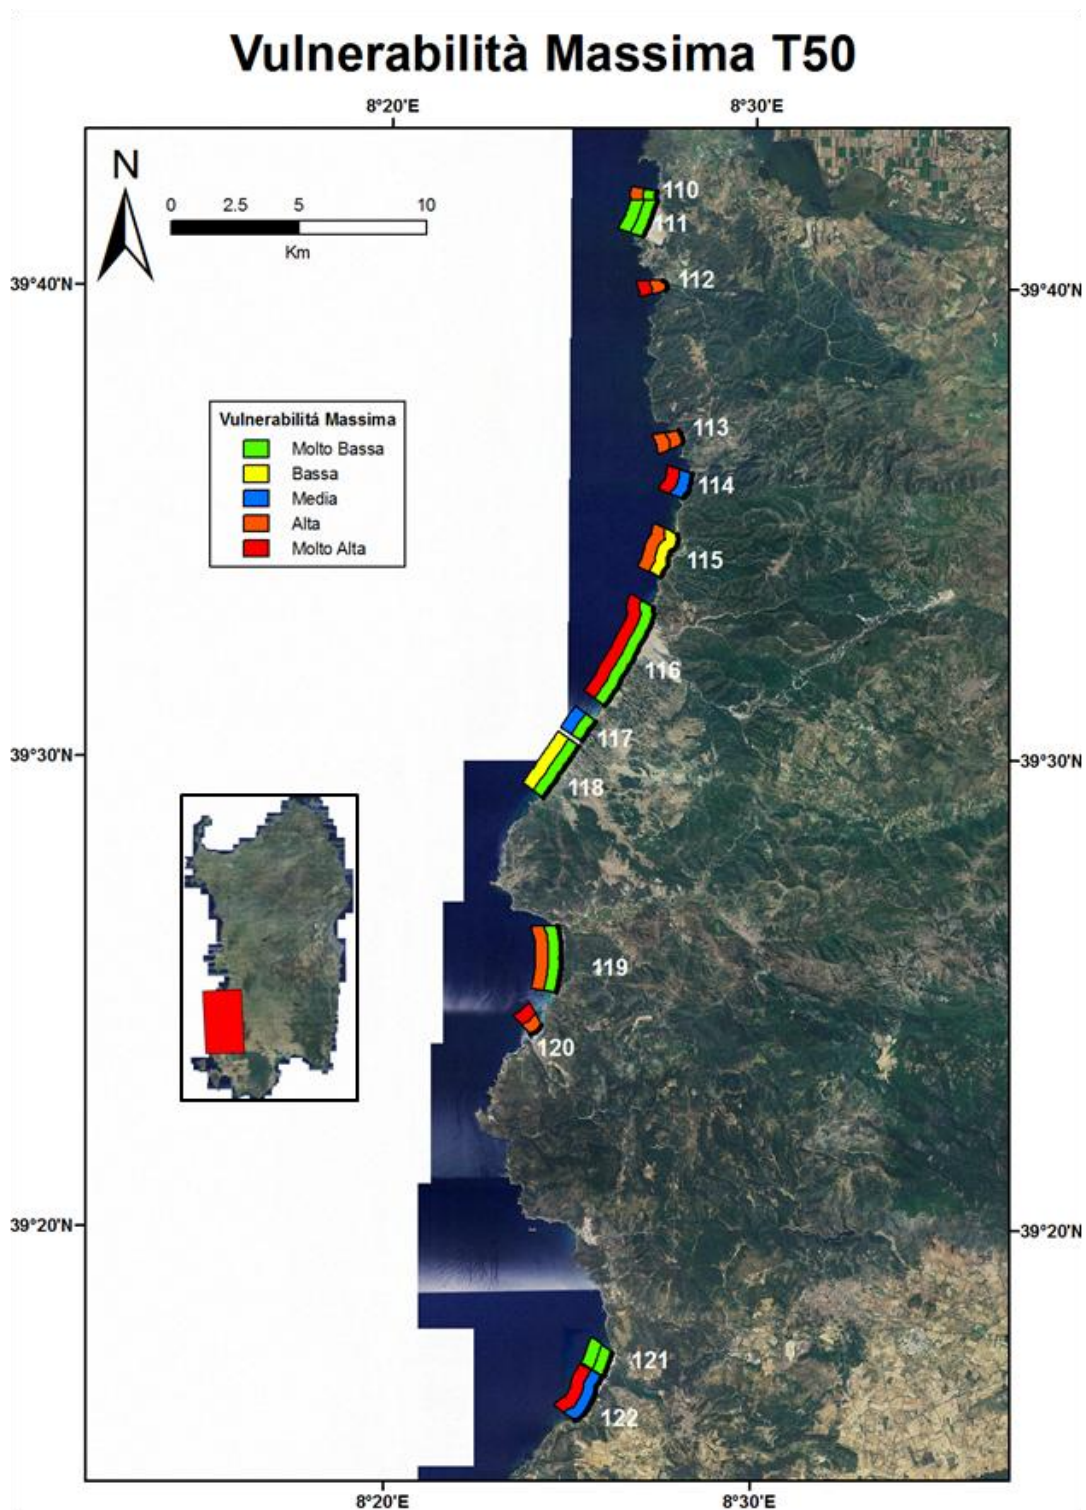 Vulnerabilità Massima T50
8°20'E
8°30'E
N
0 2.5 5 10
Km
39°40'N
39°40'N
Vulnerabilitá Massima
Molto Bassa
Bassa
Media
Alta
Molto Alta
110
111
112
113
114
115
116
117
118
39°30'N
39°30'N
119
120
39°20'N
39°20'N
121
122
8°20'E
8°30'E